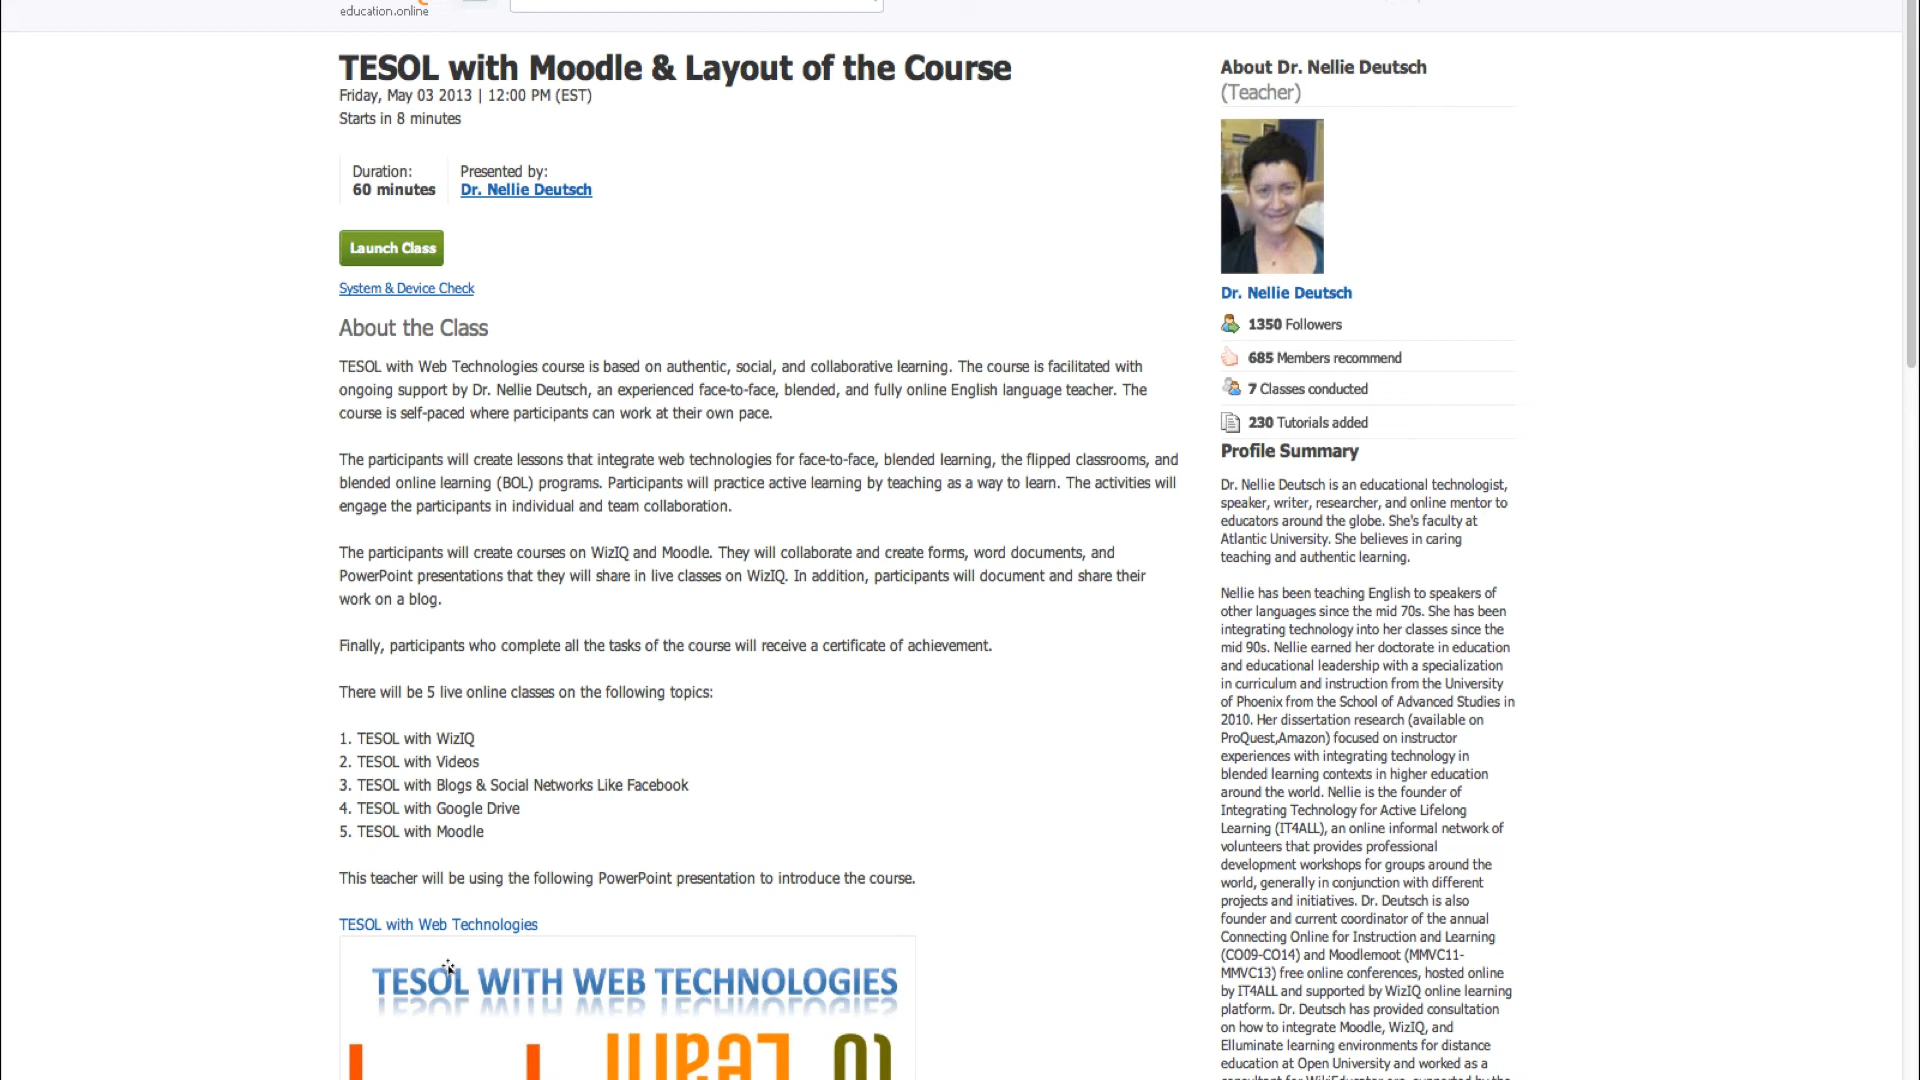 education.online
TESOL with Moodle & Layout of the Course
Friday, May 03 2013 | 12:00 PM (EST)
Starts in 8 minutes
Duration:
60 minutes
Presented by:
Dr. Nellie Deutsch
Launch Class
System & Device Check
About the Class
TESOL with Web Technologies course is based on authentic, social, and collaborative learning. The course is facilitated with
ongoing support by Dr. Nellie Deutsch, an experienced face-to-face, blended, and fully online English language teacher. The
course is self-paced where participants can work at their own pace.
The participants will create lessons that integrate web technologies for face-to-face, blended learning, the flipped classrooms, and
blended online learning (BOL) programs. Participants will practice active learning by teaching as a way to learn. The activities will
engage the participants in individual and team collaboration.
The participants will create courses on WizIQ and Moodle. They will collaborate and create forms, word documents, and
PowerPoint presentations that they will share in live classes on WizIQ. In addition, participants will document and share their
work on a blog.
Finally, participants who complete all the tasks of the course will receive a certificate of achievement.
There will be 5 live online classes on the following topics:
1. TESOL with WizIQ
2. TESOL with Videos
3. TESOL with Blogs & Social Networks Like Facebook
4. TESOL with Google Drive
5. TESOL with Moodle
This teacher will be using the following PowerPoint presentation to introduce the course.
TESOL with Web Technologies
TESOL WITH WEB TECHNOLOGIES
About Dr. Nellie Deutsch
(Teacher)
Dr. Nellie Deutsch
1350 Followers
685 Members recommend
7 Classes conducted
230 Tutorials added
Profile Summary
Dr. Nellie Deutsch is an educational technologist,
speaker, writer, researcher, and online mentor to
educators around the globe. She's faculty at
Atlantic University. She believes in caring
teaching and authentic learning.
Nellie has been teaching English to speakers of
other languages since the mid 70s. She has been
integrating technology into her classes since the
mid 90s. Nellie earned her doctorate in education
and educational leadership with a specialization
in curriculum and instruction from the University
of Phoenix from the School of Advanced Studies in
2010. Her dissertation research (available on
ProQuest,Amazon) focused on instructor
experiences with integrating technology in
blended learning contexts in higher education
around the world. Nellie is the founder of
Integrating Technology for Active Lifelong
Learning (IT4ALL), an online informal network of
volunteers that provides professional
development workshops for groups around the
world, generally in conjunction with different
projects and initiatives. Dr. Deutsch is also
founder and current coordinator of the annual
Connecting Online for Instruction and Learning
(CO09-CO14) and Moodlemoot (MMVC11-
MMVC13) free online conferences, hosted online
by IT4ALL and supported by WizIQ online learning
platform. Dr. Deutsch has provided consultation
on how to integrate Moodle, WizIQ, and
Elluminate learning environments for distance
education at Open University and worked as a